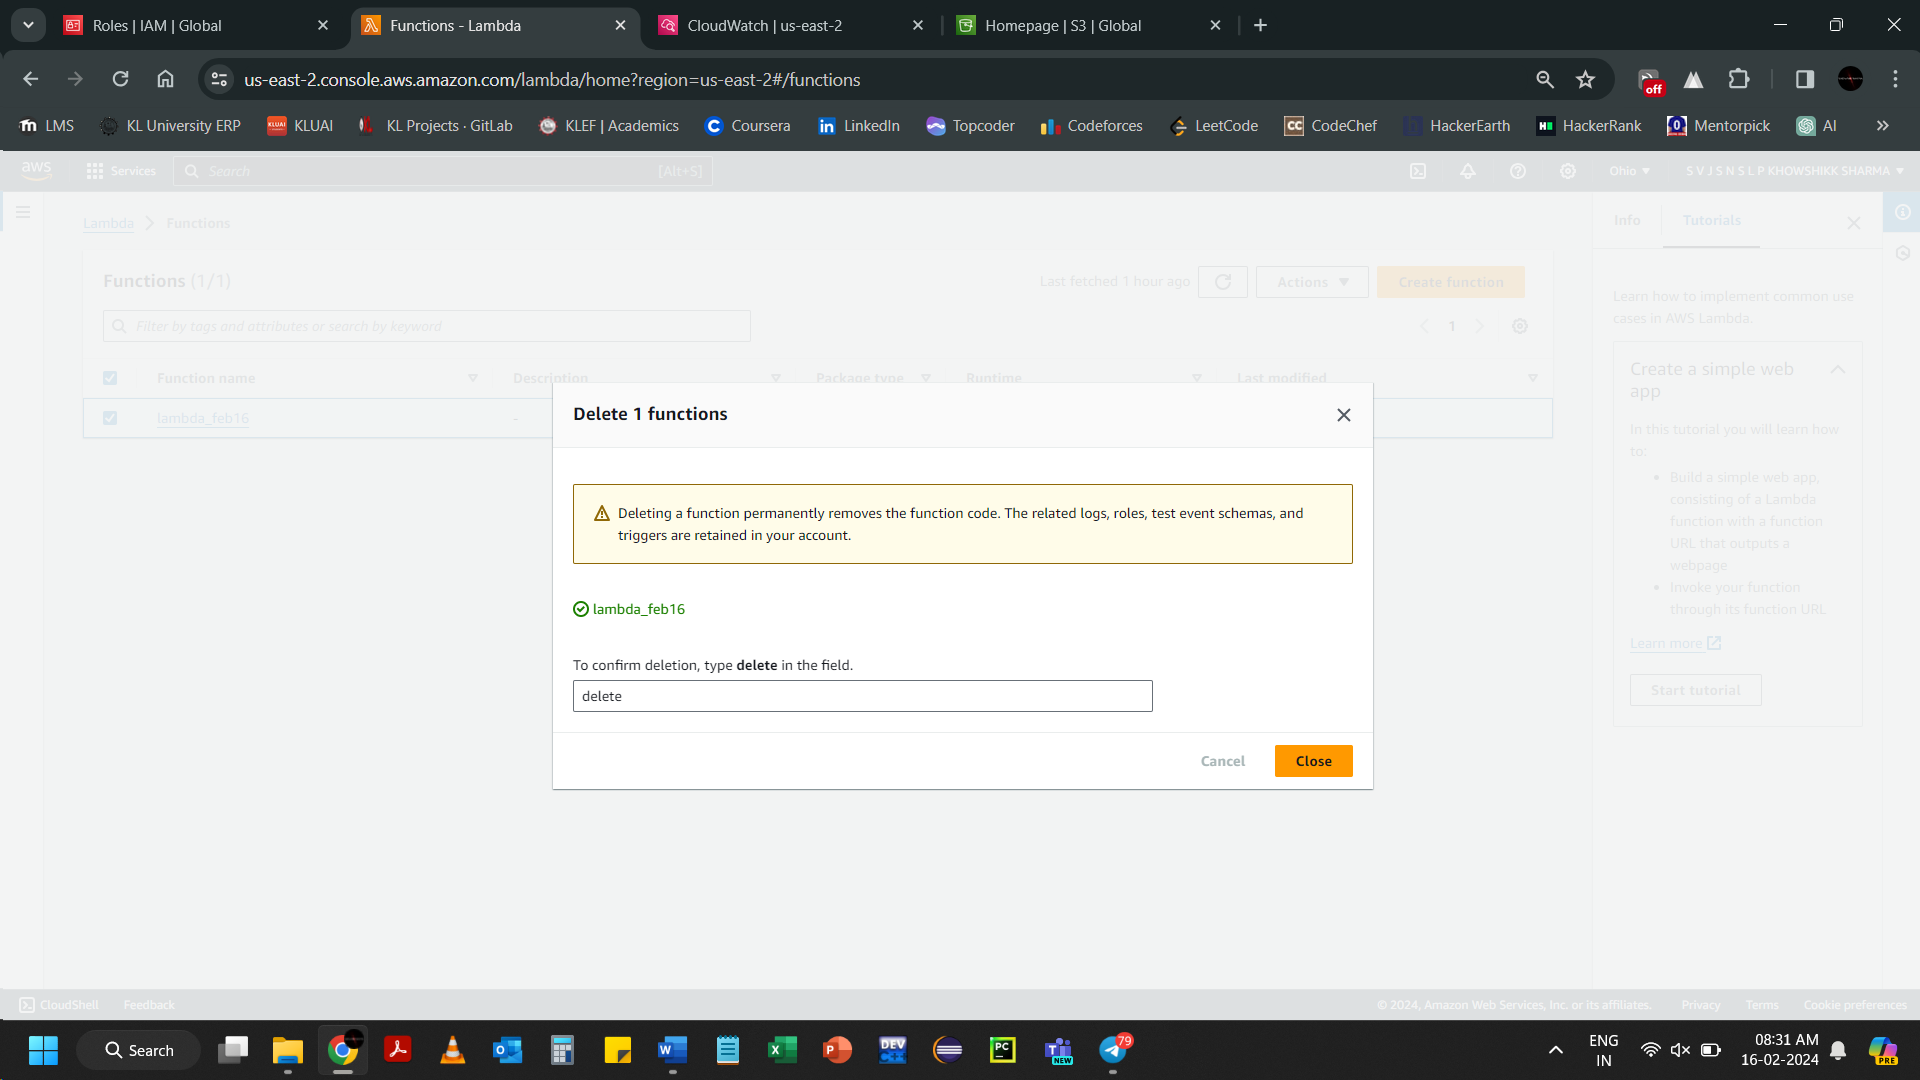 Roles | IAM | Global
Functions - Lambda
CloudWatch | us-east-2
Homepage | S3 | Global
us-east-2.console.aws.amazon.com/lambda/home?region=us-east-2#/functions
off
LMS
KL University ERP
KLUAI
KLUAI
KL Projects · GitLab
KLEF | Academics
Coursera
LinkedIn
Topcoder
Codeforces
LeetCode
CodeChef
HackerEarth
HackerRank
Mentorpick
AI
aws
Services
Search
[Alt+S]
Ohio
S V J S N S L P KHOWSHIKK SHARMA
Lambda
Functions
Info
Tutorials
Functions (1/1)
Last fetched 1 hour ago
Actions
Create function
Filter by tags and attributes or search by keyword
1
Function name
Description
Package type
Runtime
Last modified
lambda_feb16
-
Learn how to implement common use
cases in AWS Lambda.
Create a simple web
app
In this tutorial you will learn how
to:
• Build a simple web app,
consisting of a Lambda
function with a function
URL that outputs a
webpage
• Invoke your function
through its function URL
Learn more
Start tutorial
Delete 1 functions
Deleting a function permanently removes the function code. The related logs, roles, test event schemas, and
triggers are retained in your account.
lambda_feb16
To confirm deletion, type delete in the field.
delete
Cancel
Close
CloudShell
Feedback
© 2024, Amazon Web Services, Inc. or its affiliates.
Privacy
Terms
Cookie preferences
Search
DEV
PC
NEW
79
ENG
IN
08:31 AM
16-02-2024
PRE